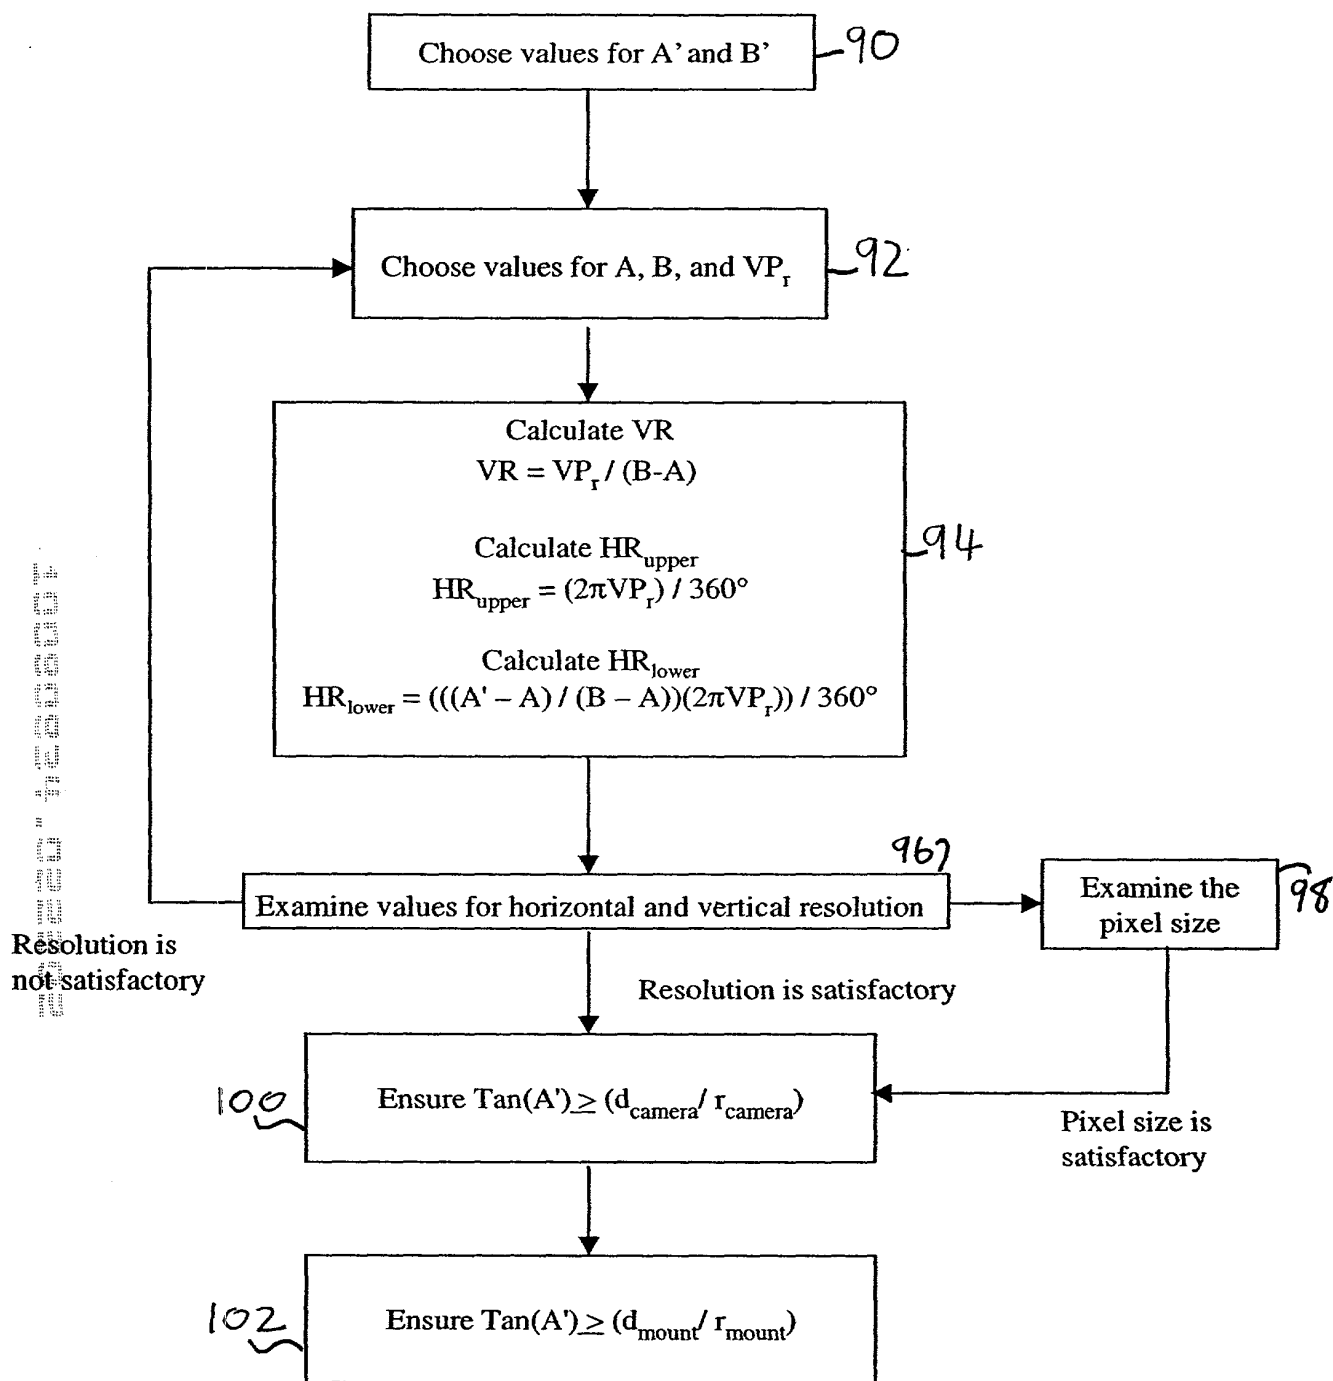 Choose values for A' and B'
90
Choose values for A, B, and VPr
92
Calculate VR
VR = VPr / (B-A)
Calculate HRupper
HRupper = (2πVPr) / 360°
94
Calculate HRlower
HRlower = (((A' – A) / (B – A))(2πVPr)) / 360°
96
Examine values for horizontal and vertical resolution
Examine the
pixel size
98
Resolution is
not satisfactory
Resolution is satisfactory
100
Ensure Tan(A') ≥ (dcamera/ rcamera)
Pixel size is
satisfactory
102
Ensure Tan(A') ≥ (dmount/ rmount)